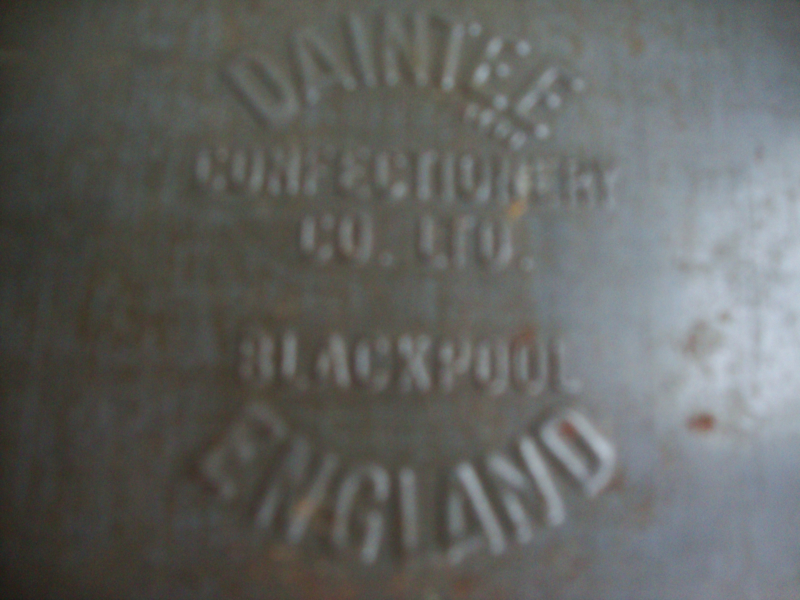 DAINTEE
CONFECTIONERY
CO. LTD.
BLACKPOOL
ENGLAND